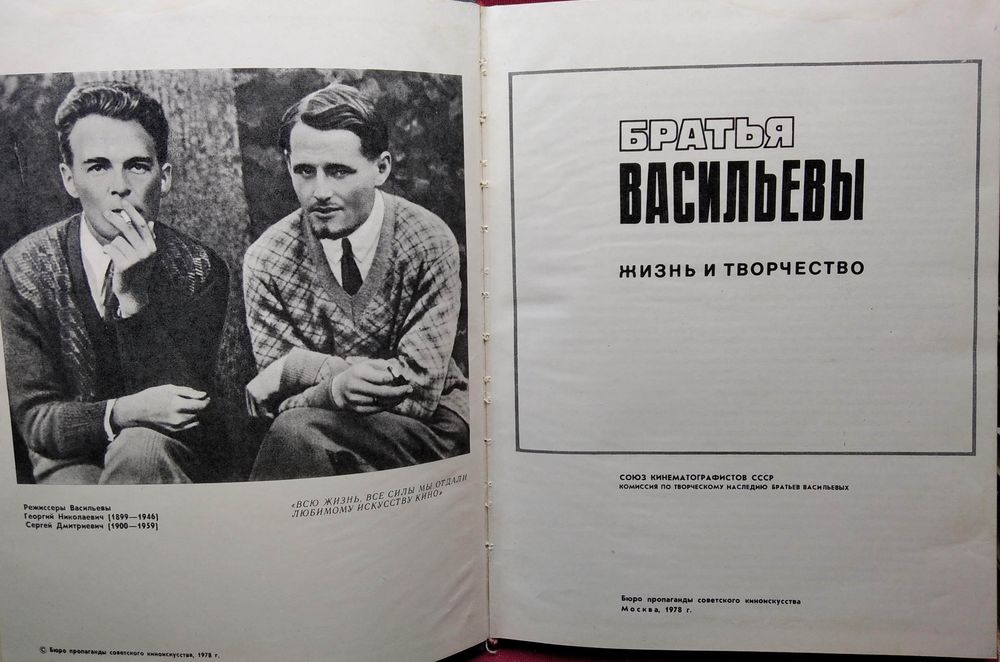 Режиссеры Васильевы
Георгий Николаевич [1899—1946]
Сергей Дмитриевич [1900—1959]
«ВСЮ ЖИЗНЬ, ВСЕ СИЛЫ МЫ ОТДАЛИ
ЛЮБИМОМУ ИСКУССТВУ КИНО»
© Бюро пропаганды советского киноискусства, 1978 г.
БРАТЬЯ
ВАСИЛЬЕВЫ
ЖИЗНЬ И ТВОРЧЕСТВО
СОЮЗ КИНЕМАТОГРАФИСТОВ СССР
КОМИССИЯ ПО ТВОРЧЕСКОМУ НАСЛЕДИЮ БРАТЬЕВ ВАСИЛЬЕВЫХ
Бюро пропаганды советского киноискусства
Москва, 1978 г.